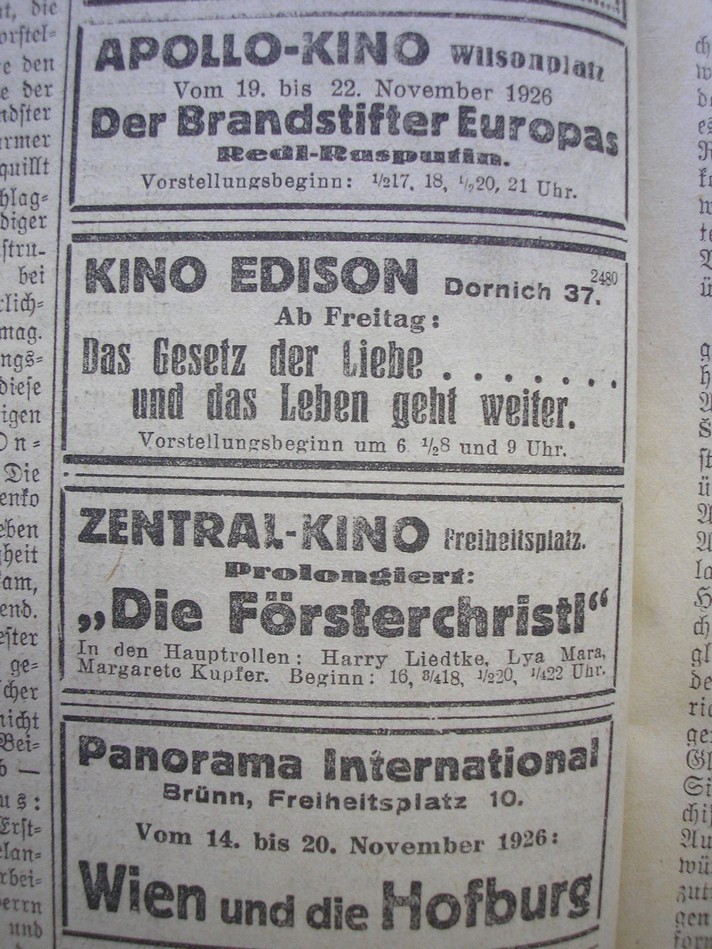 APOLLO-KINO Wilsonplatz
Vom 19. bis 22. November 1926
Der Brandstifter Europas
Redl-Rasputin.
Vorstellungsbeginn: ½17, 18, ½20, 21 Uhr.
KINO EDISON Dornich 37.
2480
Ab Freitag:
Das Gesetz der Liebe . . . . . . . .
und das Leben geht weiter.
Vorstellungsbeginn um 6 ½8 und 9 Uhr.
ZENTRAL-KINO Freiheitsplatz.
Prolongiert:
„Die Försterchristl“
In den Hauptrollen: Harry Liedtke, Lya Mara,
Margarete Kupfer. Beginn: 16, ¾18, ½20, ¼22 Uhr.
Panorama International
Brünn, Freiheitsplatz 10.
Vom 14. bis 20. November 1926:
Wien und die Hofburg